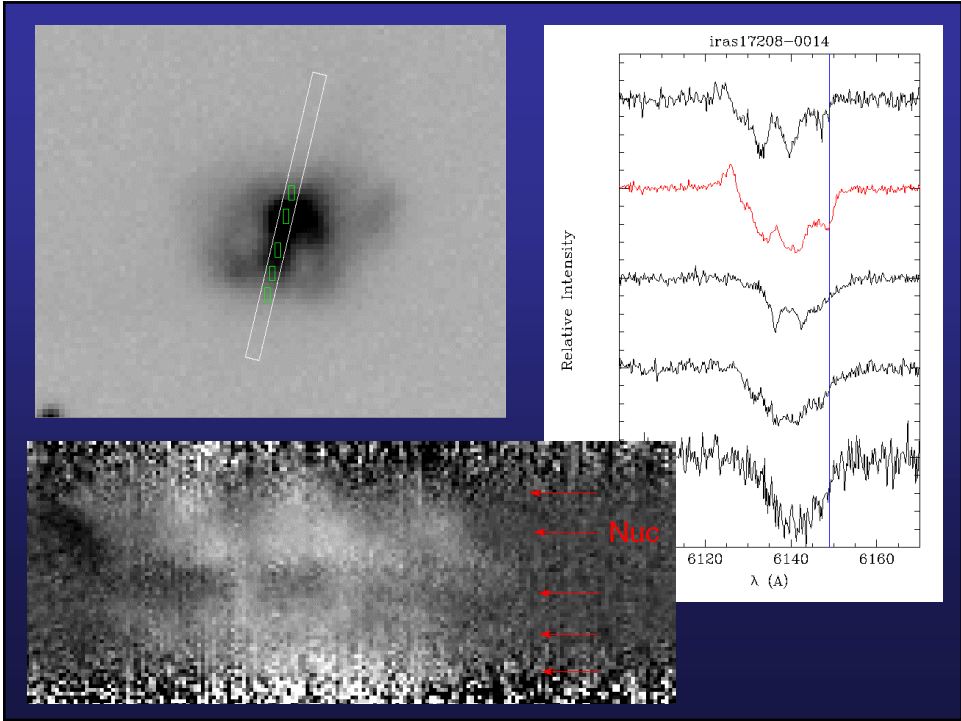 iras17208-0014
Relative Intensity
Nuc
6120 6140 6160
λ (A)